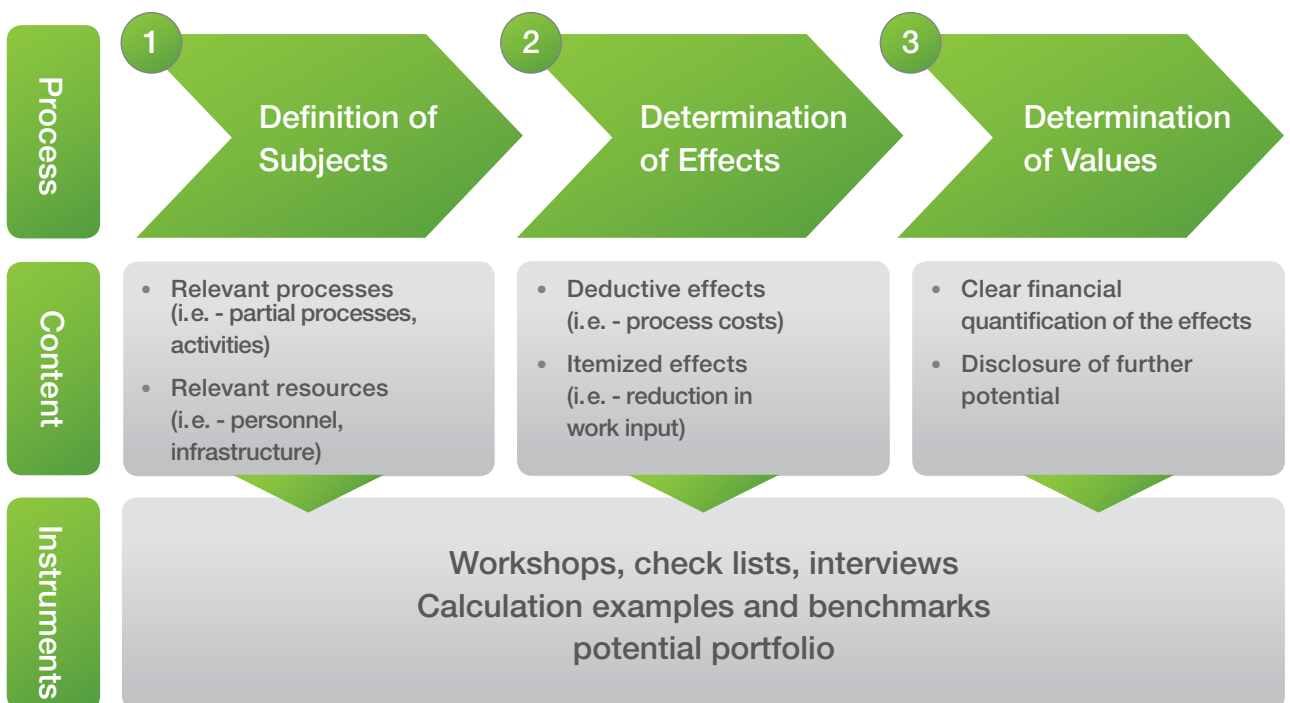 Process
1
Definition of
Subjects
2
Determination
of Effects
3
Determination
of Values
Content
• Relevant processes
(i.e. - partial processes,
activities)
• Relevant resources
(i.e. - personnel,
infrastructure)
• Deductive effects
(i.e. - process costs)
• Itemized effects
(i.e. - reduction in
work input)
• Clear financial
quantification of the effects
• Disclosure of further
potential
Instruments
Workshops, check lists, interviews
Calculation examples and benchmarks
potential portfolio